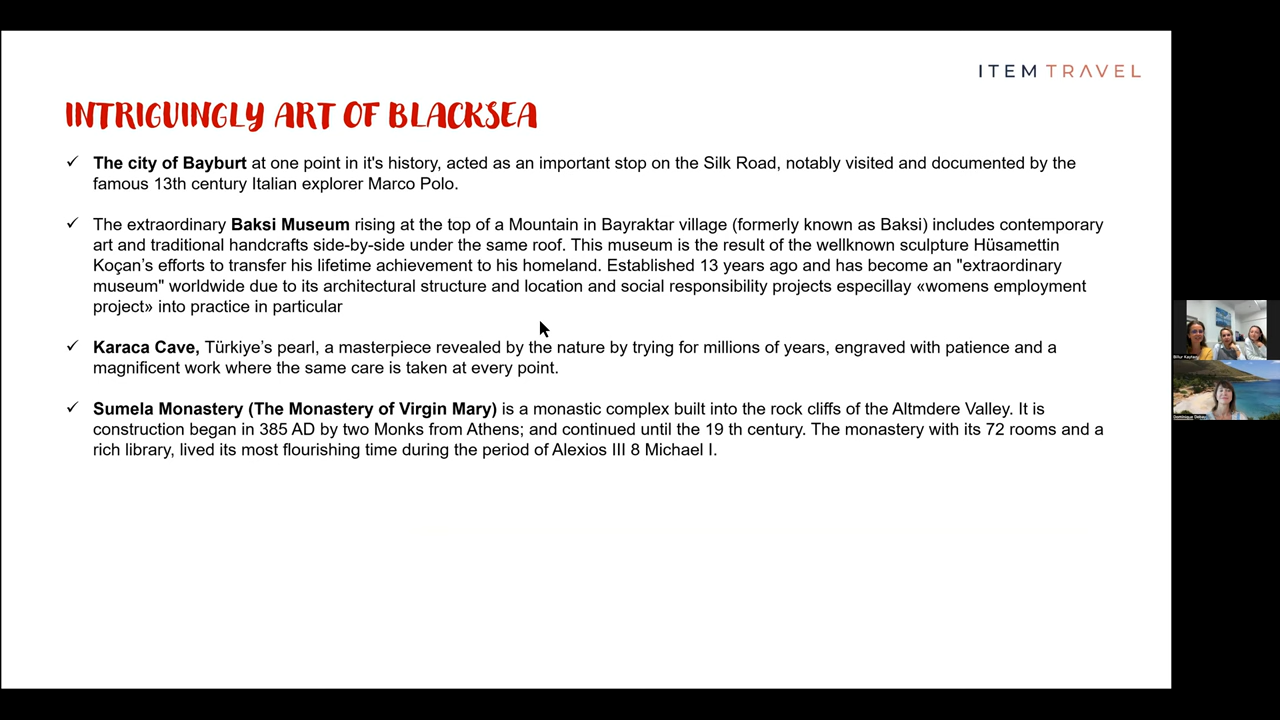 ITEM TRAVEL
INTRIGUINGLY ART OF BLACKSEA
✓ The city of Bayburt at one point in it's history, acted as an important stop on the Silk Road, notably visited and documented by the
famous 13th century Italian explorer Marco Polo.
✓ The extraordinary Baksi Museum rising at the top of a Mountain in Bayraktar village (formerly known as Baksi) includes contemporary
art and traditional handcrafts side-by-side under the same roof. This museum is the result of the wellknown sculpture Hüsamettin
Koçan’s efforts to transfer his lifetime achievement to his homeland. Established 13 years ago and has become an "extraordinary
museum" worldwide due to its architectural structure and location and social responsibility projects especillay «womens employment
project» into practice in particular
✓ Karaca Cave, Türkiye’s pearl, a masterpiece revealed by the nature by trying for millions of years, engraved with patience and a
magnificent work where the same care is taken at every point.
✓ Sumela Monastery (The Monastery of Virgin Mary) is a monastic complex built into the rock cliffs of the Altmdere Valley. It is
construction began in 385 AD by two Monks from Athens; and continued until the 19 th century. The monastery with its 72 rooms and a
rich library, lived its most flourishing time during the period of Alexios III 8 Michael I.